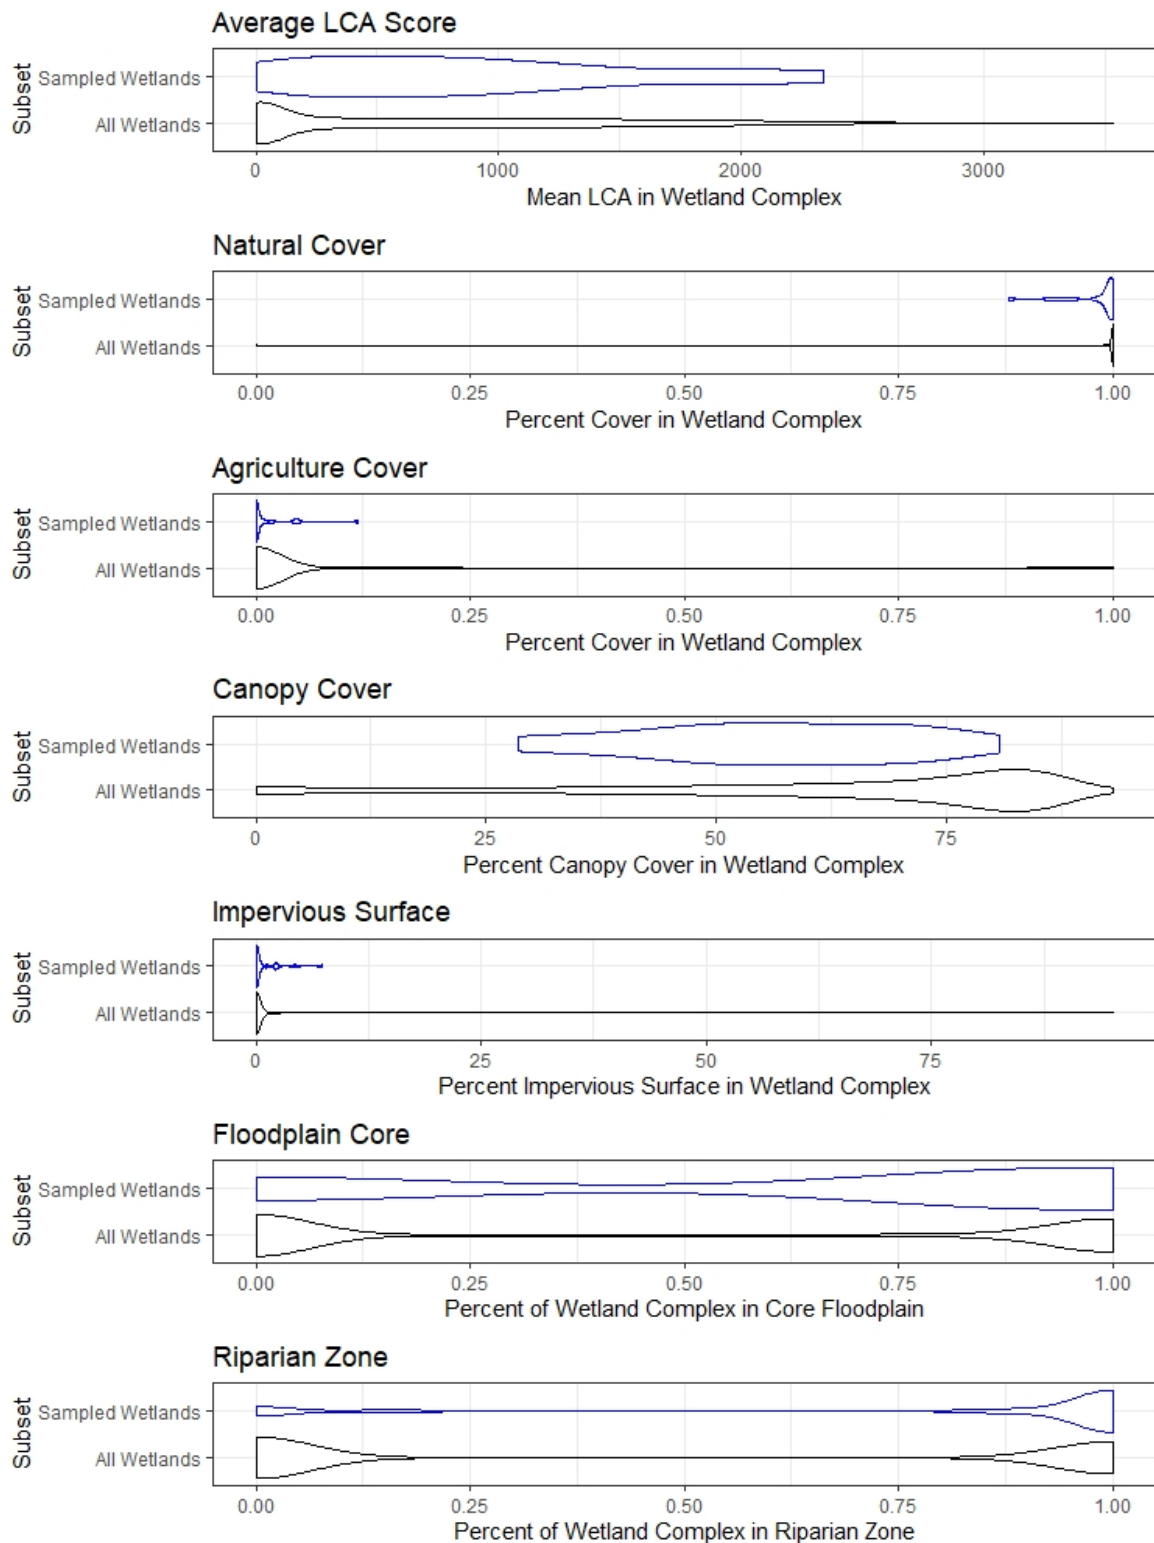 Average LCA Score
Subset
Sampled Wetlands
All Wetlands
0 1000 2000 3000
Mean LCA in Wetland Complex
Natural Cover
Subset
Sampled Wetlands
All Wetlands
0.00 0.25 0.50 0.75 1.00
Percent Cover in Wetland Complex
Agriculture Cover
Subset
Sampled Wetlands
All Wetlands
0.00 0.25 0.50 0.75 1.00
Percent Cover in Wetland Complex
Canopy Cover
Subset
Sampled Wetlands
All Wetlands
0 25 50 75
Percent Canopy Cover in Wetland Complex
Impervious Surface
Subset
Sampled Wetlands
All Wetlands
0 25 50 75
Percent Impervious Surface in Wetland Complex
Floodplain Core
Subset
Sampled Wetlands
All Wetlands
0.00 0.25 0.50 0.75 1.00
Percent of Wetland Complex in Core Floodplain
Riparian Zone
Subset
Sampled Wetlands
All Wetlands
0.00 0.25 0.50 0.75 1.00
Percent of Wetland Complex in Riparian Zone